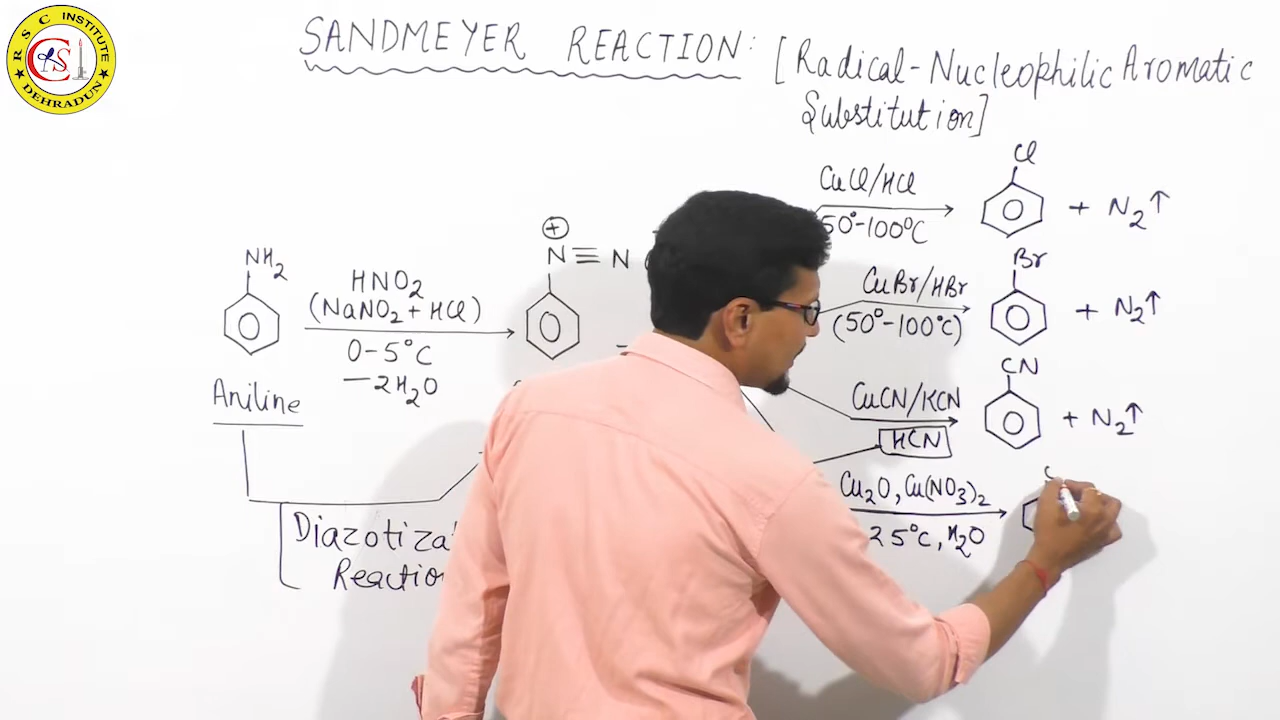 R S C INSTITUTE
DEHRADUN
SANDMEYER REACTION: [Radical-Nucleophilic Aromatic
Substitution]
NH2
HNO2
(NaNO2 + HCl)
0-5°C
-2H2O
Aniline
Diazotiza
Reactio
⊕
N≡N
CuCl/HCl
50°-100°C
Cl
+ N2↑
CuBr/HBr
(50°-100°C)
Br
+ N2↑
CuCN/KCN
HCN
CN
+ N2↑
Cu2O, Cu(NO3)2
25°C, H2O